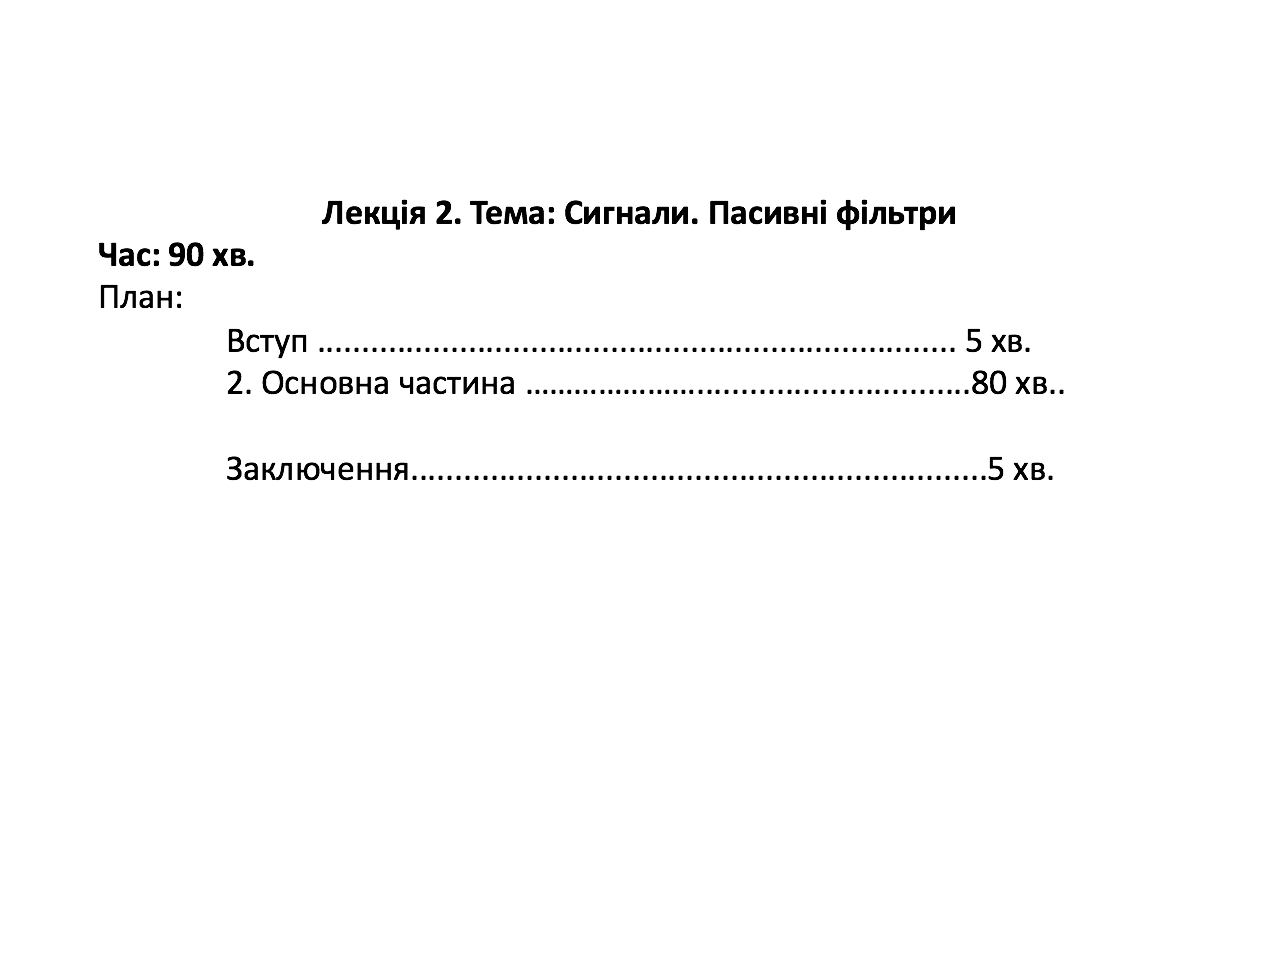 Лекція 2. Тема: Сигнали. Пасивні фільтри
Час: 90 хв.
План:
Вступ ........................................................................ 5 хв.
2. Основна частина ………………….............................….80 хв..
Заключення.................................................................5 хв.